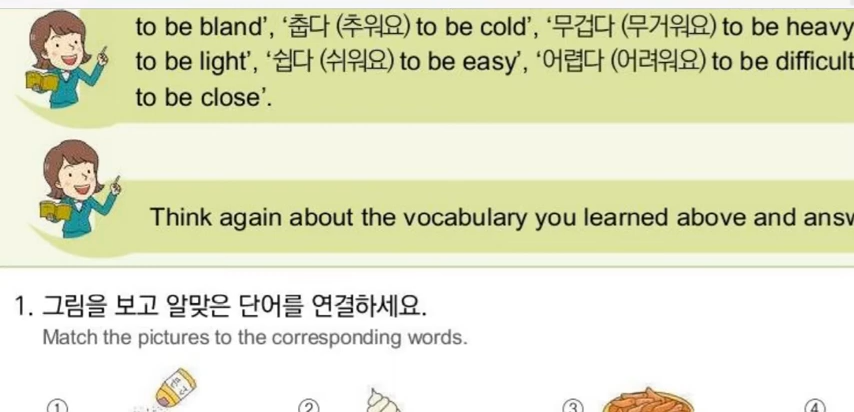 to be bland’, ‘춥다 (추워요) to be cold’, ‘무겁다 (무거워요) to be heavy
to be light’, ‘쉽다 (쉬워요) to be easy’, ‘어렵다 (어려워요) to be difficult
to be close’.
Think again about the vocabulary you learned above and answ
1. 그림을 보고 알맞은 단어를 연결하세요.
Match the pictures to the corresponding words.
① ② ③ ④